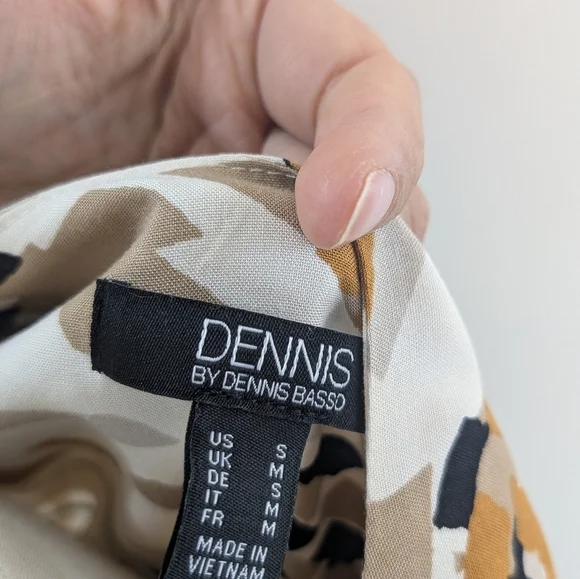 DENNIS
BY DENNIS BASSO
US S
UK M
DE S
IT M
FR M
MADE IN
VIETNAM